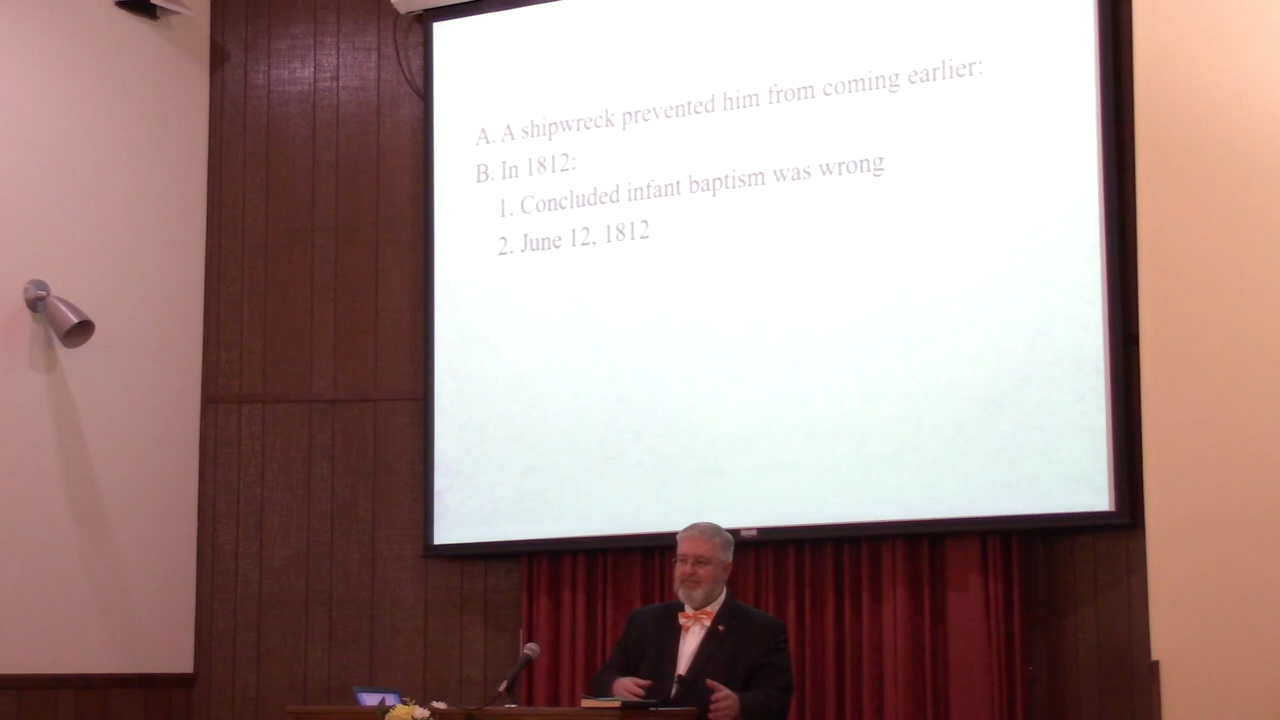 A. A shipwreck prevented him from coming earlier:
B. In 1812:
1. Concluded infant baptism was wrong
2. June 12, 1812